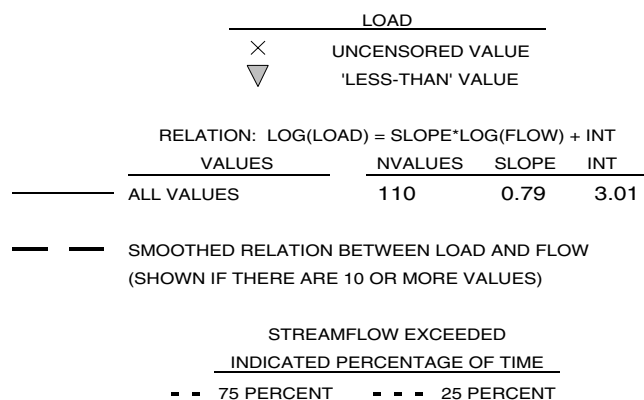 LOAD
UNCENSORED VALUE
'LESS-THAN' VALUE
RELATION: LOG(LOAD) = SLOPE*LOG(FLOW) + INT
VALUES NVALUES SLOPE INT
ALL VALUES 110 0.79 3.01
SMOOTHED RELATION BETWEEN LOAD AND FLOW
(SHOWN IF THERE ARE 10 OR MORE VALUES)
STREAMFLOW EXCEEDED
INDICATED PERCENTAGE OF TIME
75 PERCENT 25 PERCENT